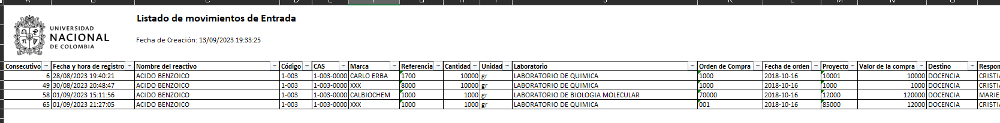 A B C D E F G H I J K L M N O
UNIVERSIDAD
NACIONAL
DE COLOMBIA
Listado de movimientos de Entrada
Fecha de Creación: 13/09/2023 19:33:25
Consecutivo Fecha y hora de registro Nombre del reactivo Código CAS Marca Referencia Cantidad Unidad Laboratorio Orden de Compra Fecha de orden Proyecto Valor de la compra Destino Respon
6 28/08/2023 19:40:21 ACIDO BENZOICO 1-003 1-003-0000 CARLO ERBA 1700 10000 gr LABORATORIO DE QUIMICA 1000 2018-10-16 10001 10000 DOCENCIA CRISTIA
49 30/08/2023 20:48:47 ACIDO BENZOICO 1-003 1-003-0000 XXX 8000 10000 gr LABORATORIO DE QUIMICA 1000 2018-10-16 1000 1000 DOCENCIA CRISTIA
58 01/09/2023 15:11:56 ACIDO BENZOICO 1-003 1-003-0000 CALBIOCHEM 1000 1000 gr LABORATORIO DE BIOLOGIA MOLECULAR 70000 2018-10-16 12000 120000 DOCENCIA MARIE
65 01/09/2023 21:27:05 ACIDO BENZOICO 1-003 1-003-0000 XXX 1000 1000 gr LABORATORIO DE QUIMICA 001 2018-10-16 85000 12000 DOCENCIA CRISTIA